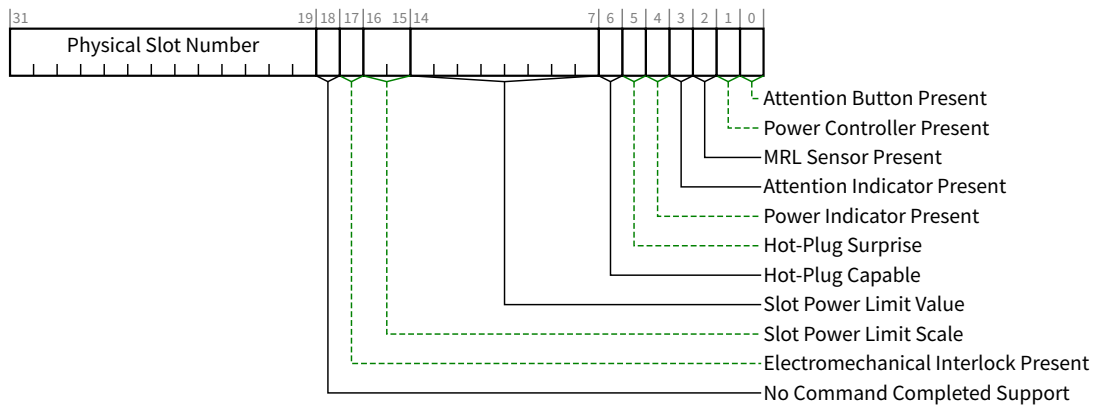 31 19 18 17 16 15 14 7 6 5 4 3 2 1 0
Physical Slot Number
Attention Button Present
Power Controller Present
MRL Sensor Present
Attention Indicator Present
Power Indicator Present
Hot-Plug Surprise
Hot-Plug Capable
Slot Power Limit Value
Slot Power Limit Scale
Electromechanical Interlock Present
No Command Completed Support